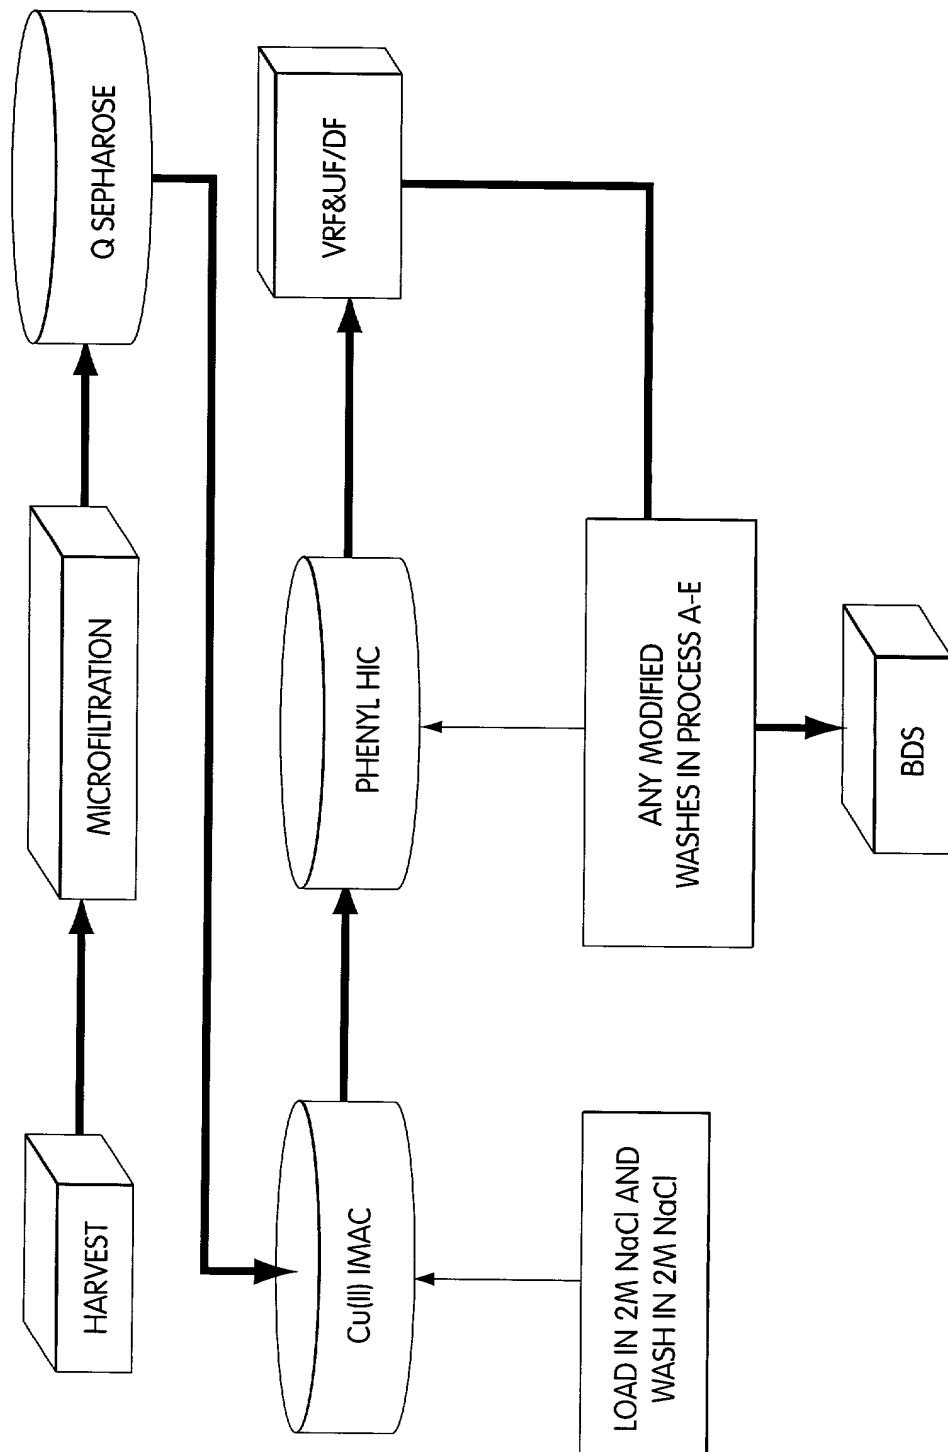 HARVEST
MICROFILTRATION
Q SEPHAROSE
Cu(II) IMAC
PHENYL HIC
VRF&UF/DF
LOAD IN 2M NaCl AND
WASH IN 2M NaCl
ANY MODIFIED
WASHES IN PROCESS A-E
BDS